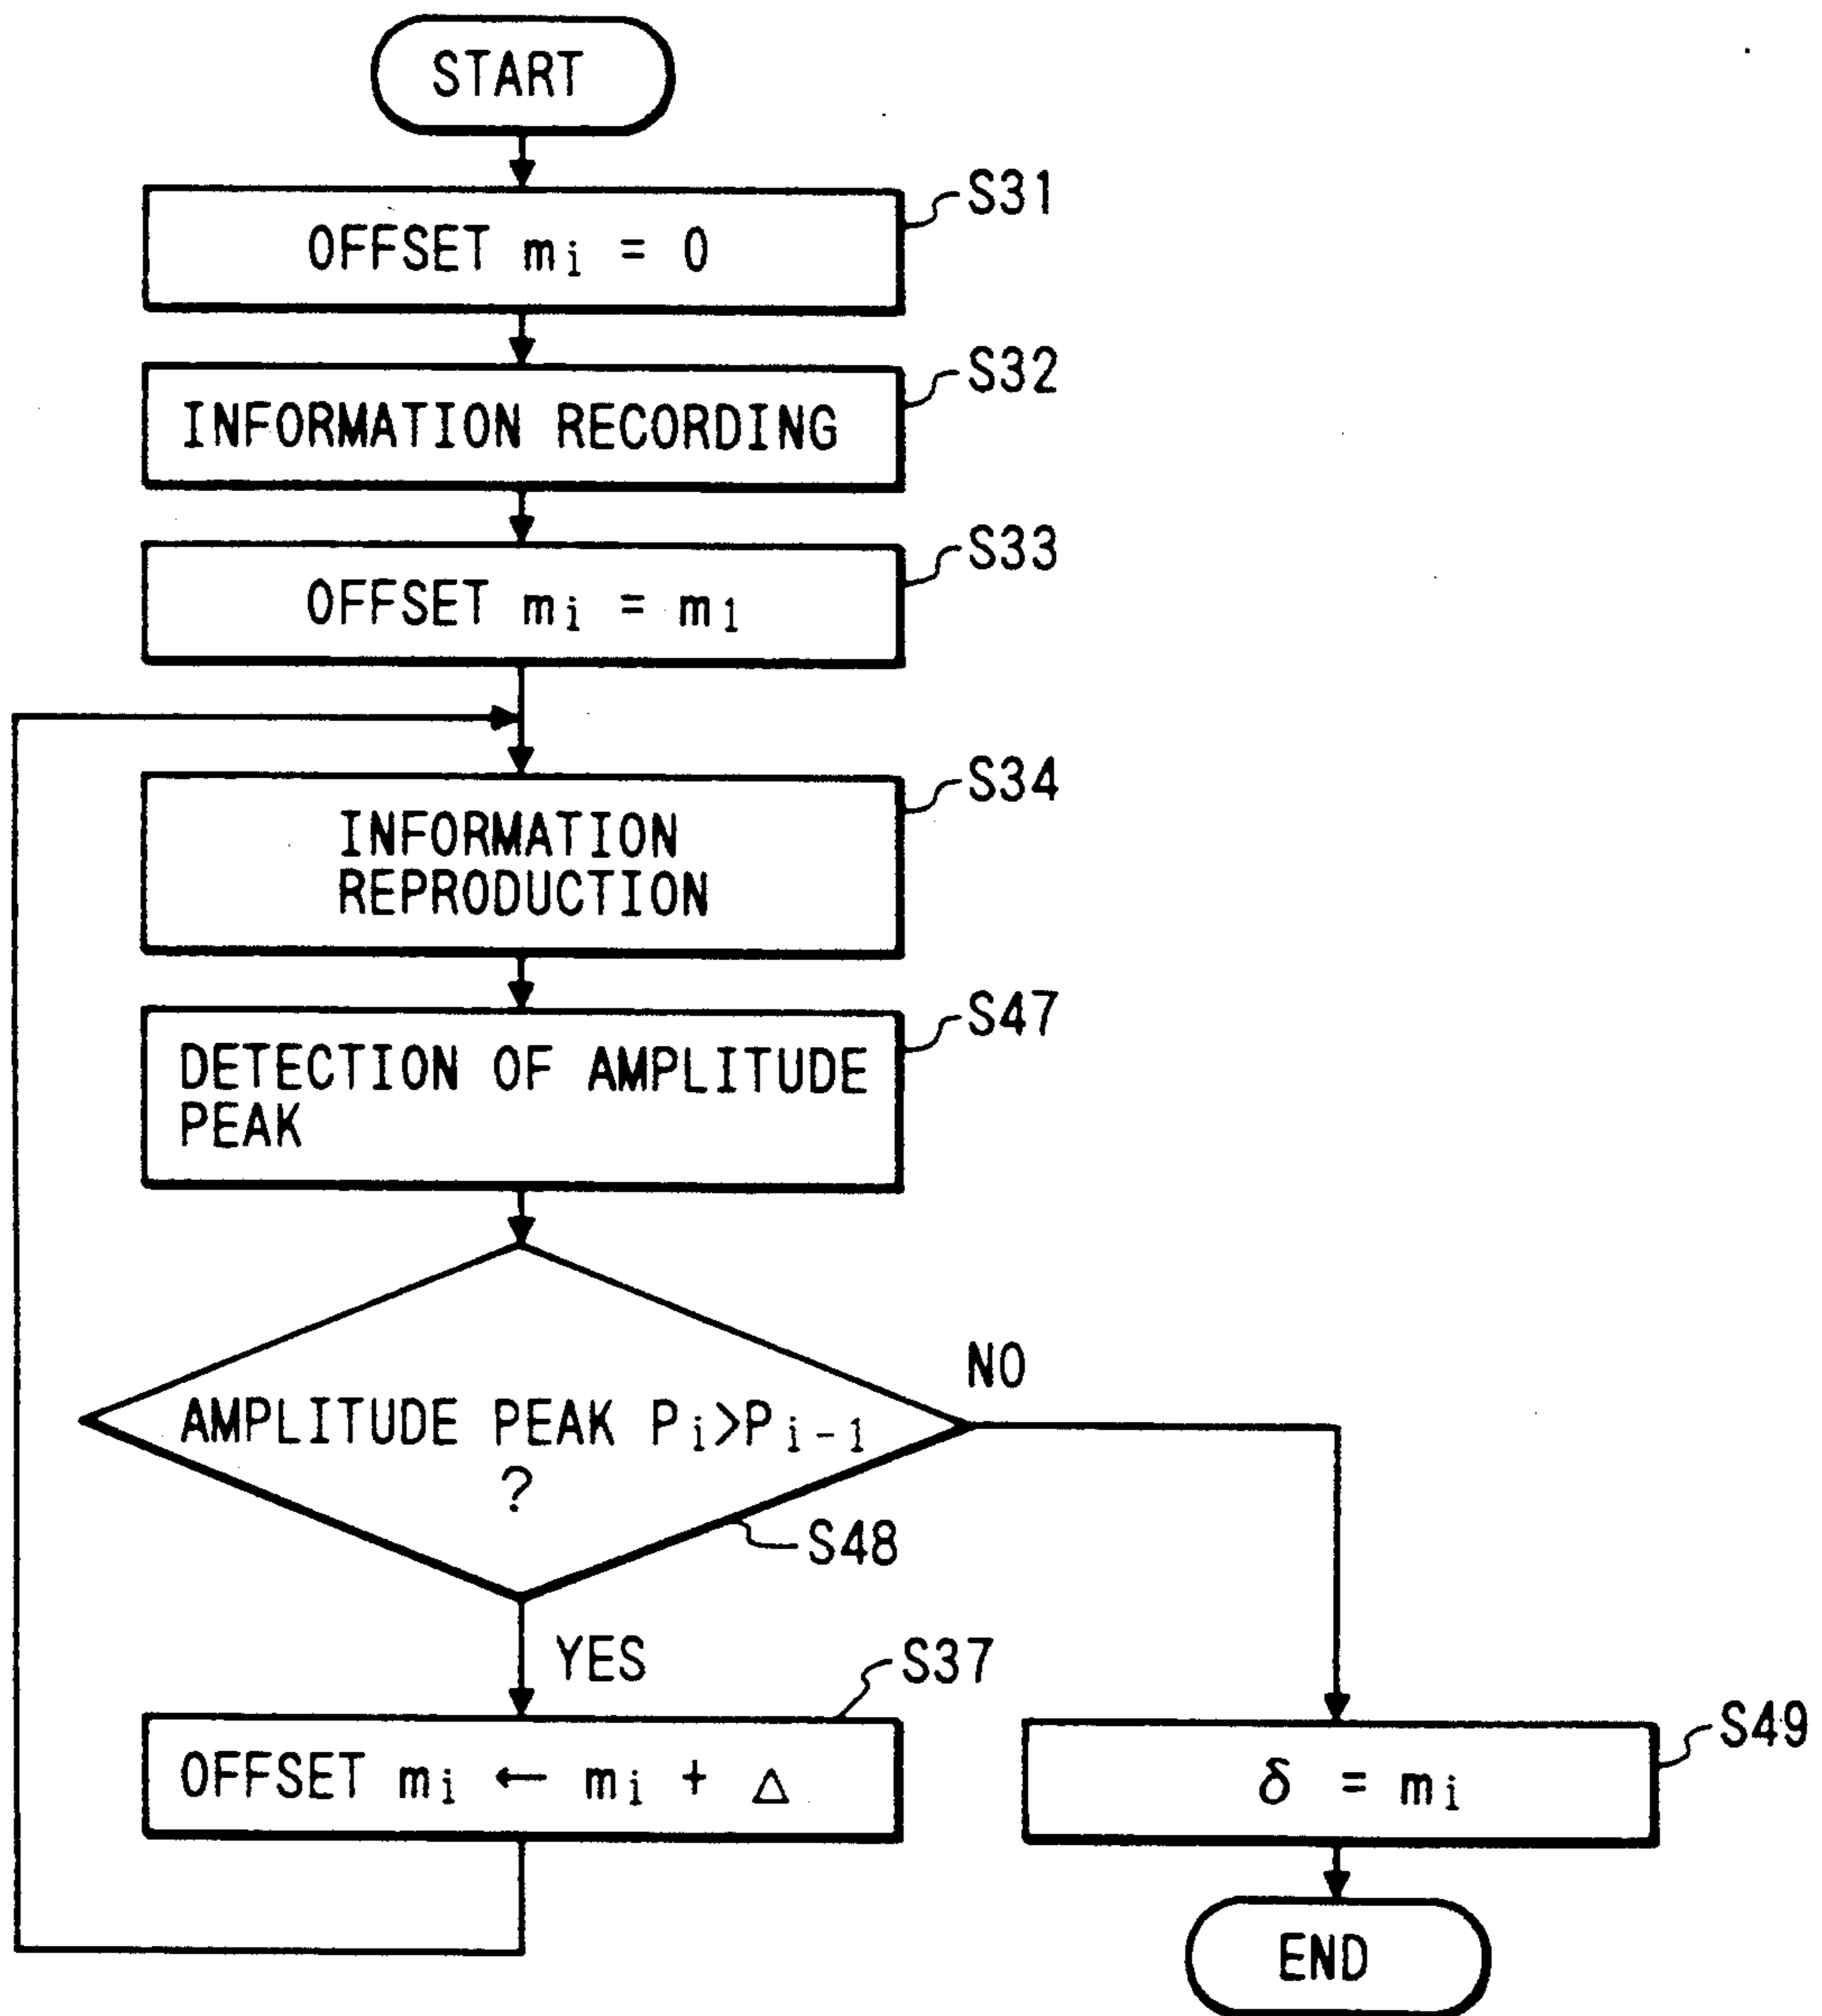 START
S31
OFFSET mi = 0
S32
INFORMATION RECORDING
S33
OFFSET mi = m1
S34
INFORMATION
REPRODUCTION
S47
DETECTION OF AMPLITUDE
PEAK
NO
AMPLITUDE PEAK Pi>Pi-1
?
S48
YES
S37
OFFSET mi ← mi + Δ
S49
δ = mi
END